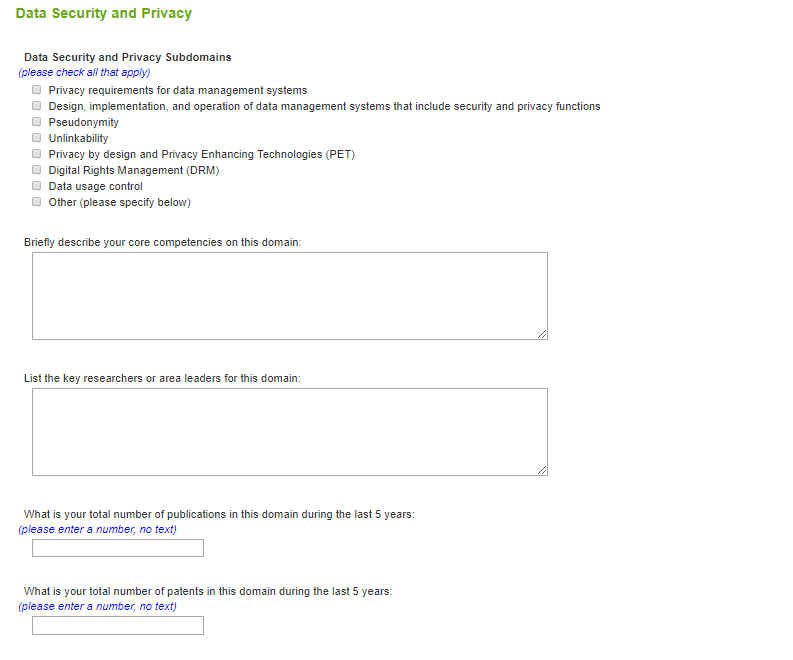 Data Security and Privacy
Data Security and Privacy Subdomains
(please check all that apply)
Privacy requirements for data management systems
Design, implementation, and operation of data management systems that include security and privacy functions
Pseudonymity
Unlinkability
Privacy by design and Privacy Enhancing Technologies (PET)
Digital Rights Management (DRM)
Data usage control
Other (please specify below)
Briefly describe your core competencies on this domain:
List the key researchers or area leaders for this domain:
What is your total number of publications in this domain during the last 5 years:
(please enter a number, no text)
What is your total number of patents in this domain during the last 5 years:
(please enter a number, no text)